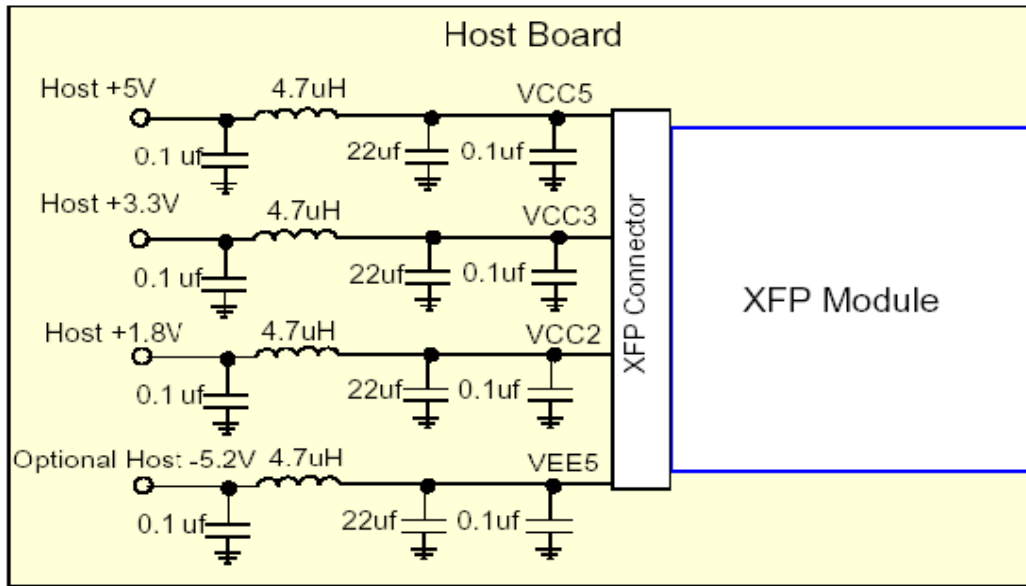 Host Board
Host +5V
4.7uH
VCC5
0.1 uf
22uf
0.1uf
Host +3.3V
4.7uH
VCC3
0.1 uf
22uf
0.1uf
Host +1.8V
4.7uH
VCC2
0.1 uf
22uf
0.1uf
Optional Host -5.2V
4.7uH
VEE5
0.1 uf
22uf
0.1uf
XFP Connector
XFP Module